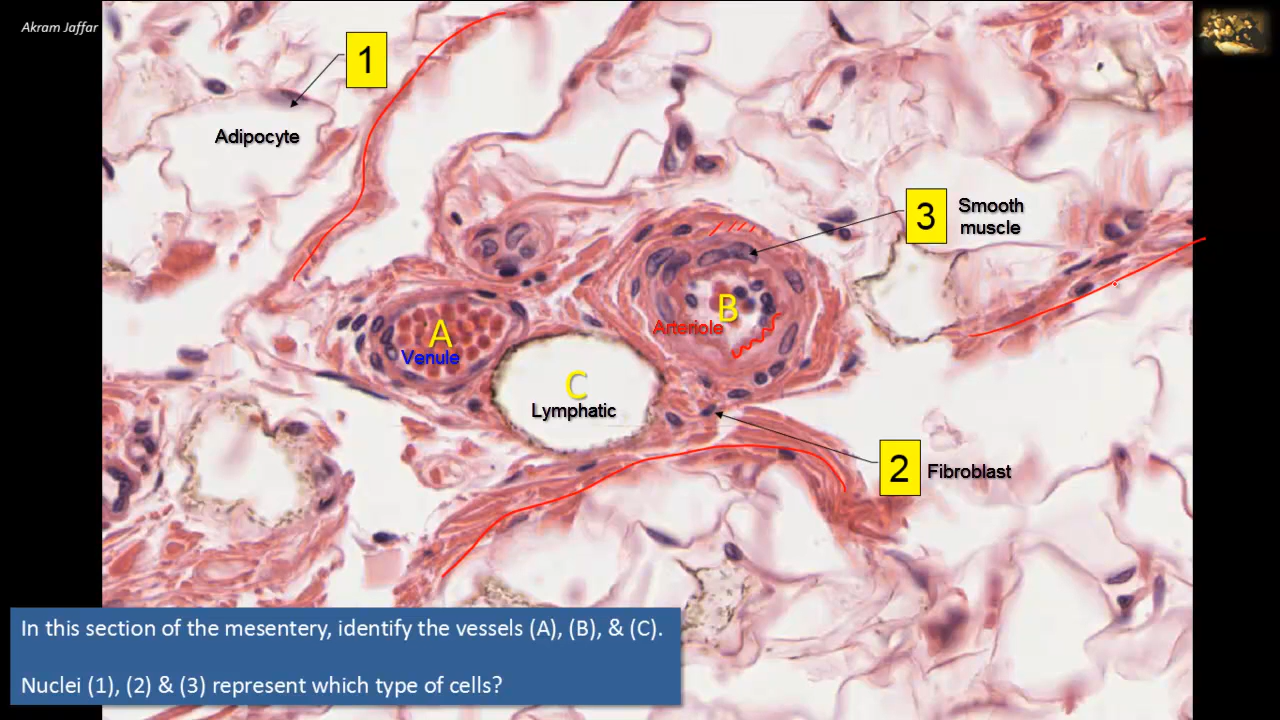 Akram Jaffar
1
Adipocyte
3
Smooth
muscle
B
Arteriole
A
Venule
C
Lymphatic
2
Fibroblast
In this section of the mesentery, identify the vessels (A), (B), & (C).
Nuclei (1), (2) & (3) represent which type of cells?